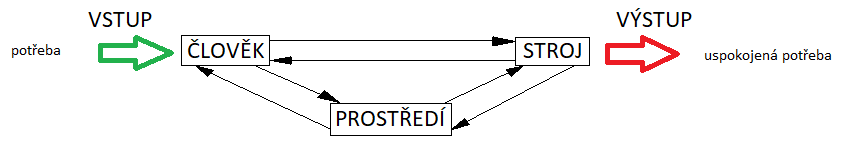 VSTUP
VÝSTUP
potřeba
ČLOVĚK
STROJ
uspokojená potřeba
PROSTŘEDÍ